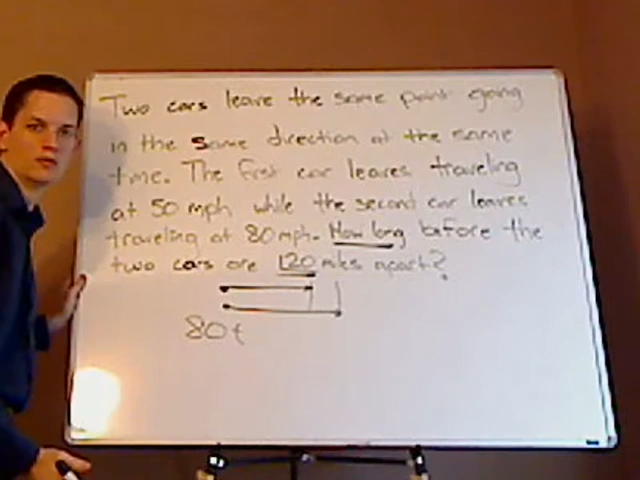 Two cars leave the same point going
in the same direction at the same
time. The first car leaves traveling
at 50 mph while the second car leaves
traveling at 80 mph. How long before the
two cars are 120 miles apart?
80t